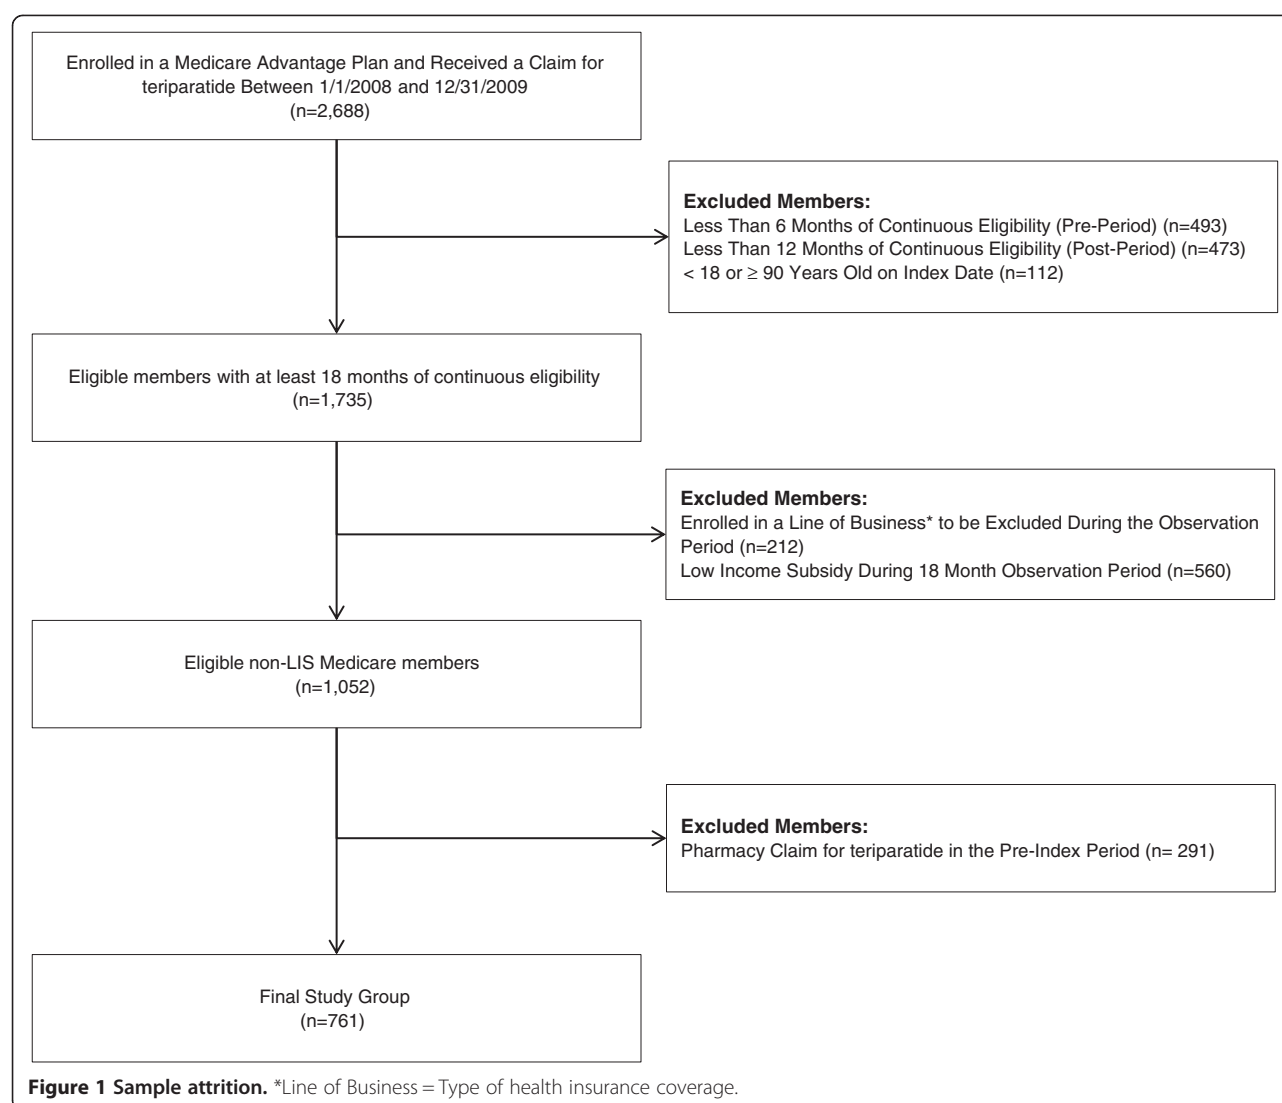 Enrolled in a Medicare Advantage Plan and Received a Claim for
teriparatide Between 1/1/2008 and 12/31/2009
(n=2,688)
Excluded Members:
Less Than 6 Months of Continuous Eligibility (Pre-Period) (n=493)
Less Than 12 Months of Continuous Eligibility (Post-Period) (n=473)
< 18 or ≥ 90 Years Old on Index Date (n=112)
Eligible members with at least 18 months of continuous eligibility
(n=1,735)
Excluded Members:
Enrolled in a Line of Business* to be Excluded During the Observation
Period (n=212)
Low Income Subsidy During 18 Month Observation Period (n=560)
Eligible non-LIS Medicare members
(n=1,052)
Excluded Members:
Pharmacy Claim for teriparatide in the Pre-Index Period (n= 291)
Final Study Group
(n=761)
Figure 1 Sample attrition. *Line of Business = Type of health insurance coverage.